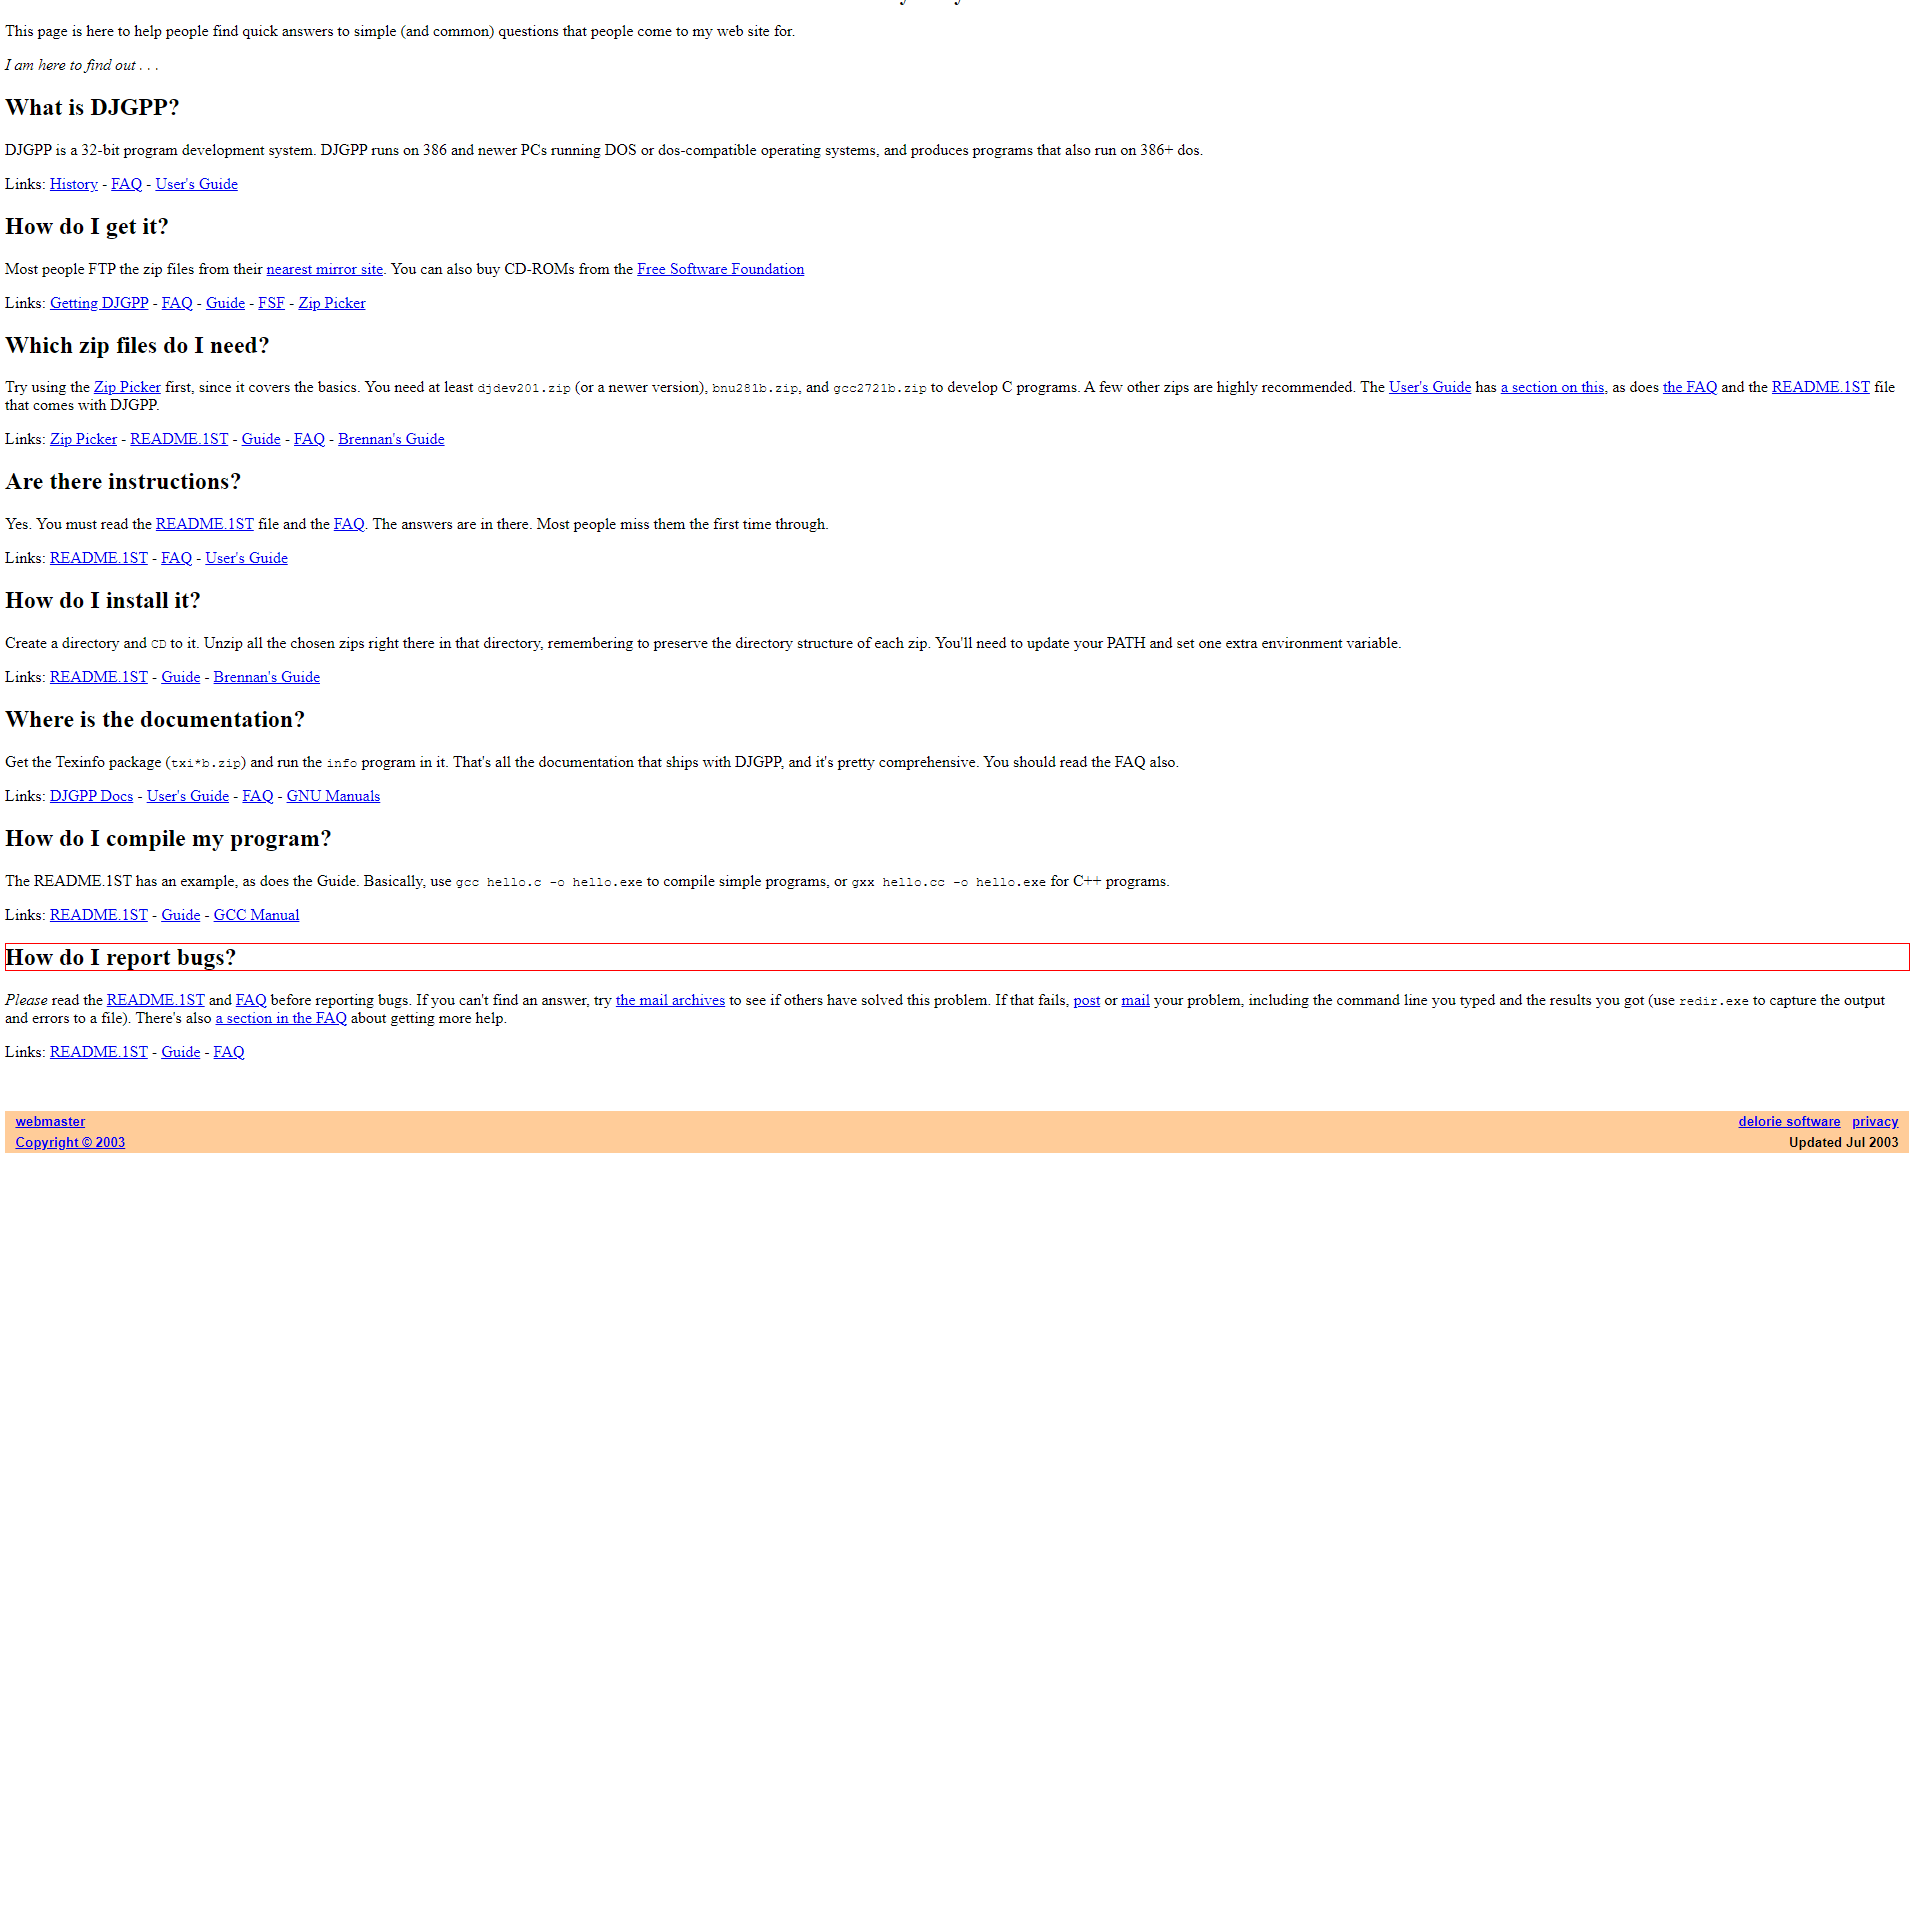 This page is here to help people find quick answers to simple (and common) questions that people come to my web site for.
I am here to find out . . .
What is DJGPP?
DJGPP is a 32-bit program development system. DJGPP runs on 386 and newer PCs running DOS or dos-compatible operating systems, and produces programs that also run on 386+ dos.
Links: History - FAQ - User's Guide
How do I get it?
Most people FTP the zip files from their nearest mirror site. You can also buy CD-ROMs from the Free Software Foundation
Links: Getting DJGPP - FAQ - Guide - FSF - Zip Picker
Which zip files do I need?
Try using the Zip Picker first, since it covers the basics. You need at least djdev201.zip (or a newer version), bnu281b.zip, and gcc2721b.zip to develop C programs. A few other zips are highly recommended. The User's Guide has a section on this, as does the FAQ and the README.1ST file
that comes with DJGPP.
Links: Zip Picker - README.1ST - Guide - FAQ - Brennan's Guide
Are there instructions?
Yes. You must read the README.1ST file and the FAQ. The answers are in there. Most people miss them the first time through.
Links: README.1ST - FAQ - User's Guide
How do I install it?
Create a directory and CD to it. Unzip all the chosen zips right there in that directory, remembering to preserve the directory structure of each zip. You'll need to update your PATH and set one extra environment variable.
Links: README.1ST - Guide - Brennan's Guide
Where is the documentation?
Get the Texinfo package (txi*b.zip) and run the info program in it. That's all the documentation that ships with DJGPP, and it's pretty comprehensive. You should read the FAQ also.
Links: DJGPP Docs - User's Guide - FAQ - GNU Manuals
How do I compile my program?
The README.1ST has an example, as does the Guide. Basically, use gcc hello.c -o hello.exe to compile simple programs, or gxx hello.cc -o hello.exe for C++ programs.
Links: README.1ST - Guide - GCC Manual
How do I report bugs?
Please read the README.1ST and FAQ before reporting bugs. If you can't find an answer, try the mail archives to see if others have solved this problem. If that fails, post or mail your problem, including the command line you typed and the results you got (use redir.exe to capture the output
and errors to a file). There's also a section in the FAQ about getting more help.
Links: README.1ST - Guide - FAQ
webmaster delorie software privacy
Copyright © 2003 Updated Jul 2003